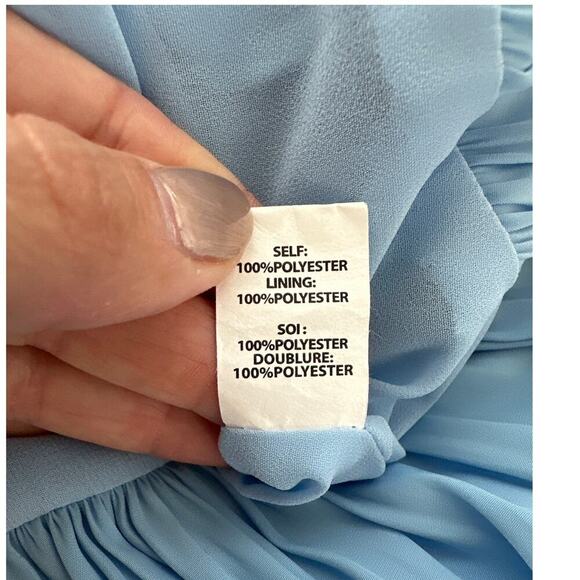 SELF:
100%POLYESTER
LINING:
100%POLYESTER
SOI :
100%POLYESTER
DOUBLURE:
100%POLYESTER